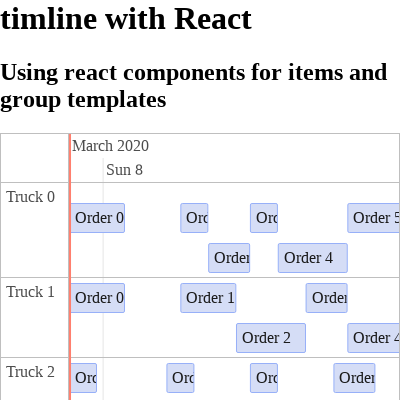 timline with React
Using react components for items and
group templates
March 2020
Sun 8
Truck 0
Order 0
Ord
Ord
Order 5
Order
Order 4
Truck 1
Order 0
Order 1
Order
Order 2
Order 4
Truck 2
Ord
Ord
Ord
Order